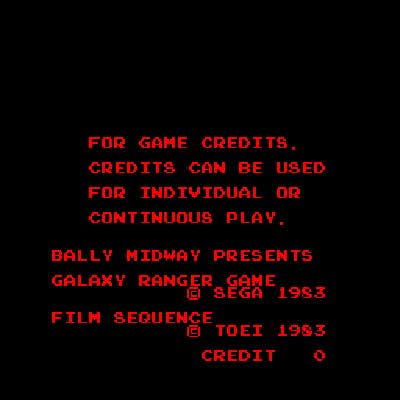 FOR GAME CREDITS.
CREDITS CAN BE USED
FOR INDIVIDUAL OR
CONTINUOUS PLAY.
BALLY MIDWAY PRESENTS
GALAXY RANGER GAME
© SEGA 1983
FILM SEQUENCE
© TOEI 1983
CREDIT 0